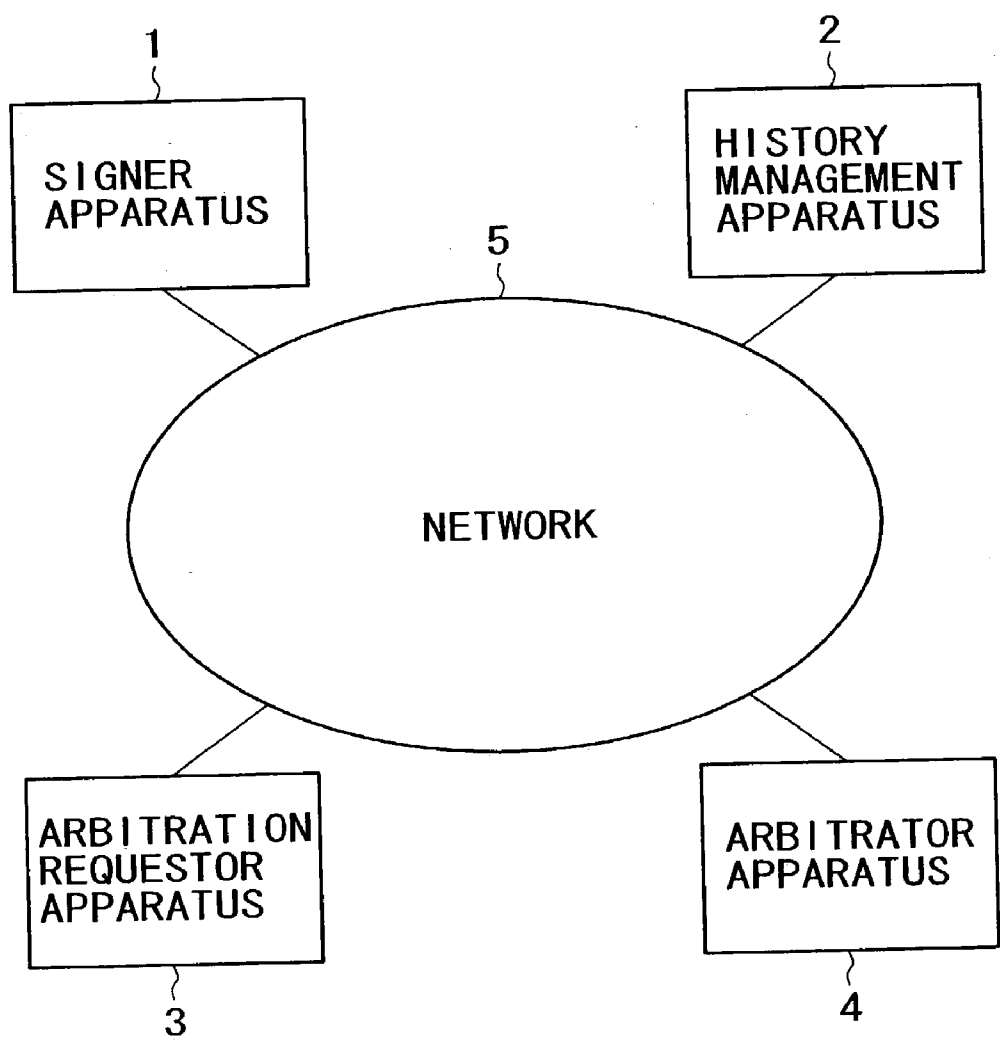 1
SIGNER
APPARATUS
2
HISTORY
MANAGEMENT
APPARATUS
5
NETWORK
ARBITRATION
REQUESTOR
APPARATUS
3
ARBITRATOR
APPARATUS
4